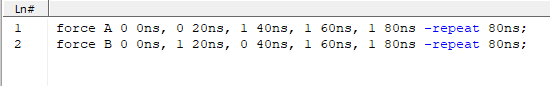 Ln#
1 force A 0 0ns, 0 20ns, 1 40ns, 1 60ns, 1 80ns -repeat 80ns;
2 force B 0 0ns, 1 20ns, 0 40ns, 1 60ns, 1 80ns -repeat 80ns;